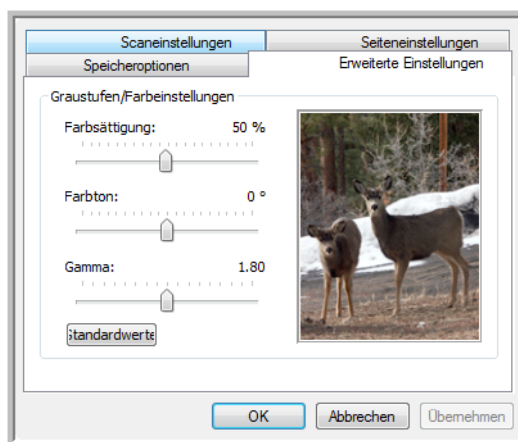 Scaneinstellungen
Seiteneinstellungen
Speicheroptionen
Erweiterte Einstellungen
Graustufen/Farbeinstellungen
Farbsättigung: 50 %
Farbton: 0 °
Gamma: 1.80
Standardwerte
OK
Abbrechen
Übernehmen